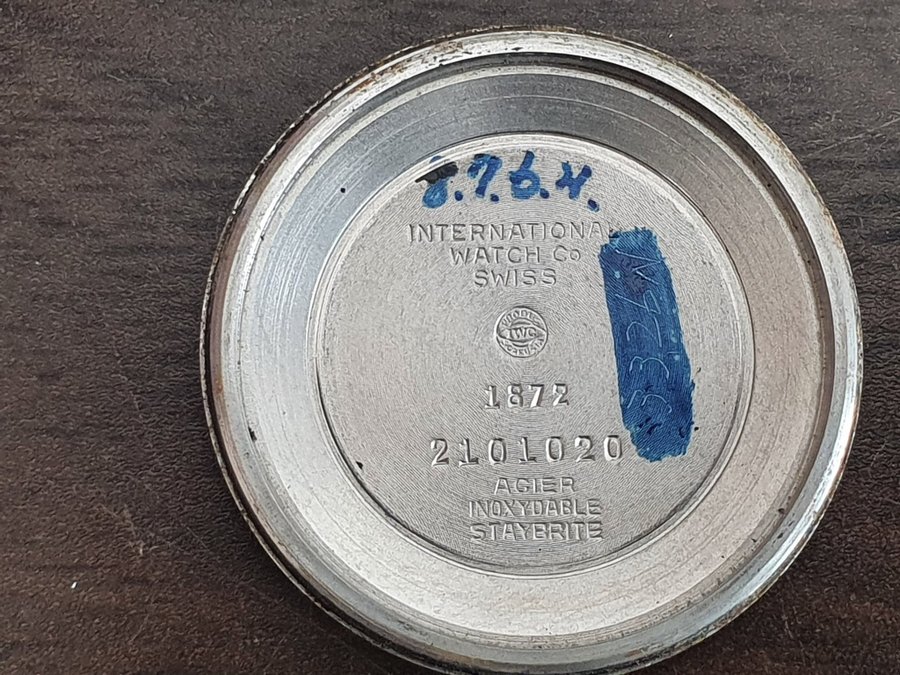 INTERNATIONAL
WATCH Co
SWISS
IWC
1872
2101020
ACIER
INOXYDABLE
STAYBRITE